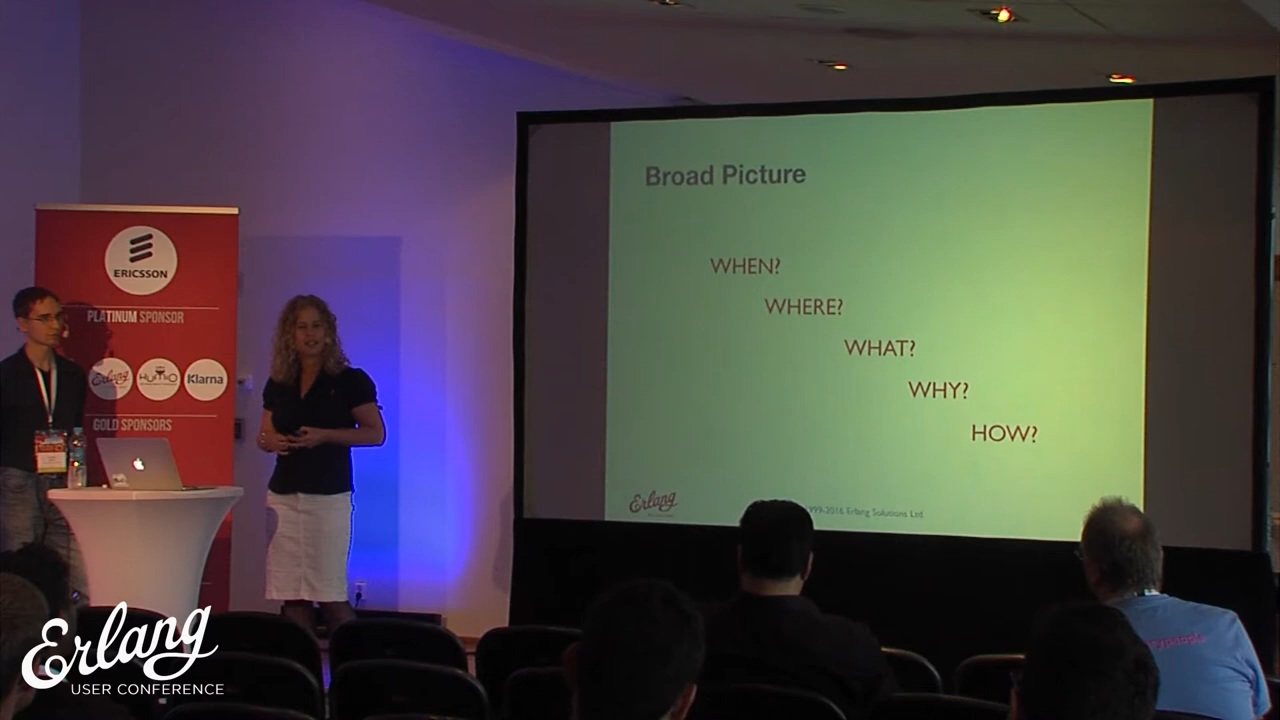 Broad Picture
WHEN?
WHERE?
WHAT?
WHY?
HOW?
Erlang
1999-2016 Erlang Solutions Ltd.
ERICSSON
PLATINUM SPONSOR
Erlang
HUMIO
Klarna
GOLD SPONSORS
Erlang
USER CONFERENCE